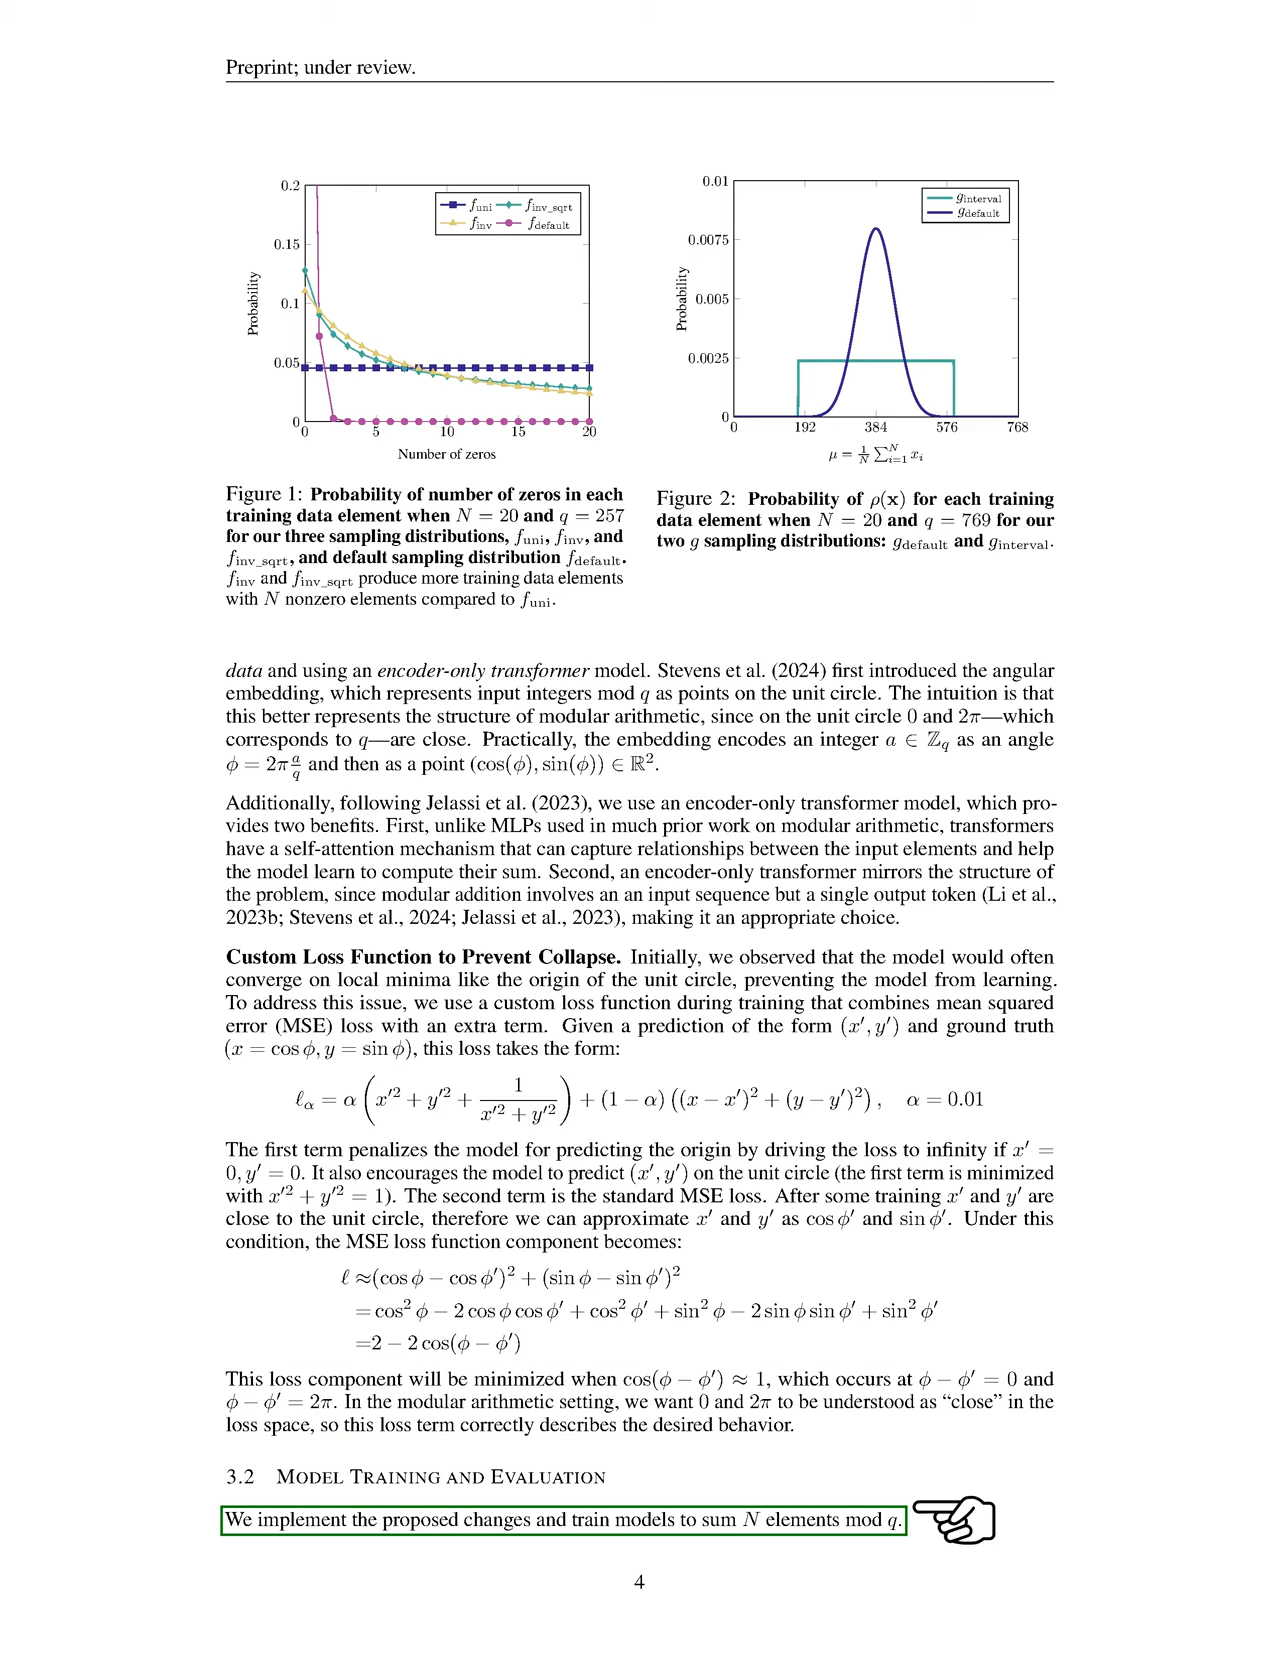 Preprint; under review.
0.2
0.15
0.1
0.05
0
0 5 10 15 20
Probability
Number of zeros
f_uni f_inv_sqrt
f_inv f_default
0.01
0.0075
0.005
0.0025
0
0 192 384 576 768
Probability
μ = 1/N ∑_{i=1}^N x_i
g_interval
g_default
Figure 1: Probability of number of zeros in each
training data element when N = 20 and q = 257
for our three sampling distributions, f_uni, f_inv, and
f_inv_sqrt, and default sampling distribution f_default.
f_inv and f_inv_sqrt produce more training data elements
with N nonzero elements compared to f_uni.
Figure 2: Probability of ρ(x) for each training
data element when N = 20 and q = 769 for our
two g sampling distributions: g_default and g_interval.
data and using an encoder-only transformer model. Stevens et al. (2024) first introduced the angular
embedding, which represents input integers mod q as points on the unit circle. The intuition is that
this better represents the structure of modular arithmetic, since on the unit circle 0 and 2π—which
corresponds to q—are close. Practically, the embedding encodes an integer a ∈ ℤ_q as an angle
φ = 2π a/q and then as a point (cos(φ), sin(φ)) ∈ ℝ².
Additionally, following Jelassi et al. (2023), we use an encoder-only transformer model, which pro-
vides two benefits. First, unlike MLPs used in much prior work on modular arithmetic, transformers
have a self-attention mechanism that can capture relationships between the input elements and help
the model learn to compute their sum. Second, an encoder-only transformer mirrors the structure of
the problem, since modular addition involves an an input sequence but a single output token (Li et al.,
2023b; Stevens et al., 2024; Jelassi et al., 2023), making it an appropriate choice.
Custom Loss Function to Prevent Collapse. Initially, we observed that the model would often
converge on local minima like the origin of the unit circle, preventing the model from learning.
To address this issue, we use a custom loss function during training that combines mean squared
error (MSE) loss with an extra term. Given a prediction of the form (x′, y′) and ground truth
(x = cos φ, y = sin φ), this loss takes the form:
ℓ_α = α (x′² + y′² + 1/(x′² + y′²)) + (1 − α) ((x − x′)² + (y − y′)²), α = 0.01
The first term penalizes the model for predicting the origin by driving the loss to infinity if x′ =
0, y′ = 0. It also encourages the model to predict (x′, y′) on the unit circle (the first term is minimized
with x′² + y′² = 1). The second term is the standard MSE loss. After some training x′ and y′ are
close to the unit circle, therefore we can approximate x′ and y′ as cos φ′ and sin φ′. Under this
condition, the MSE loss function component becomes:
ℓ ≈(cos φ − cos φ′)² + (sin φ − sin φ′)²
= cos² φ − 2 cos φ cos φ′ + cos² φ′ + sin² φ − 2 sin φ sin φ′ + sin² φ′
=2 − 2 cos(φ − φ′)
This loss component will be minimized when cos(φ − φ′) ≈ 1, which occurs at φ − φ′ = 0 and
φ − φ′ = 2π. In the modular arithmetic setting, we want 0 and 2π to be understood as “close” in the
loss space, so this loss term correctly describes the desired behavior.
3.2 MODEL TRAINING AND EVALUATION
We implement the proposed changes and train models to sum N elements mod q.
4